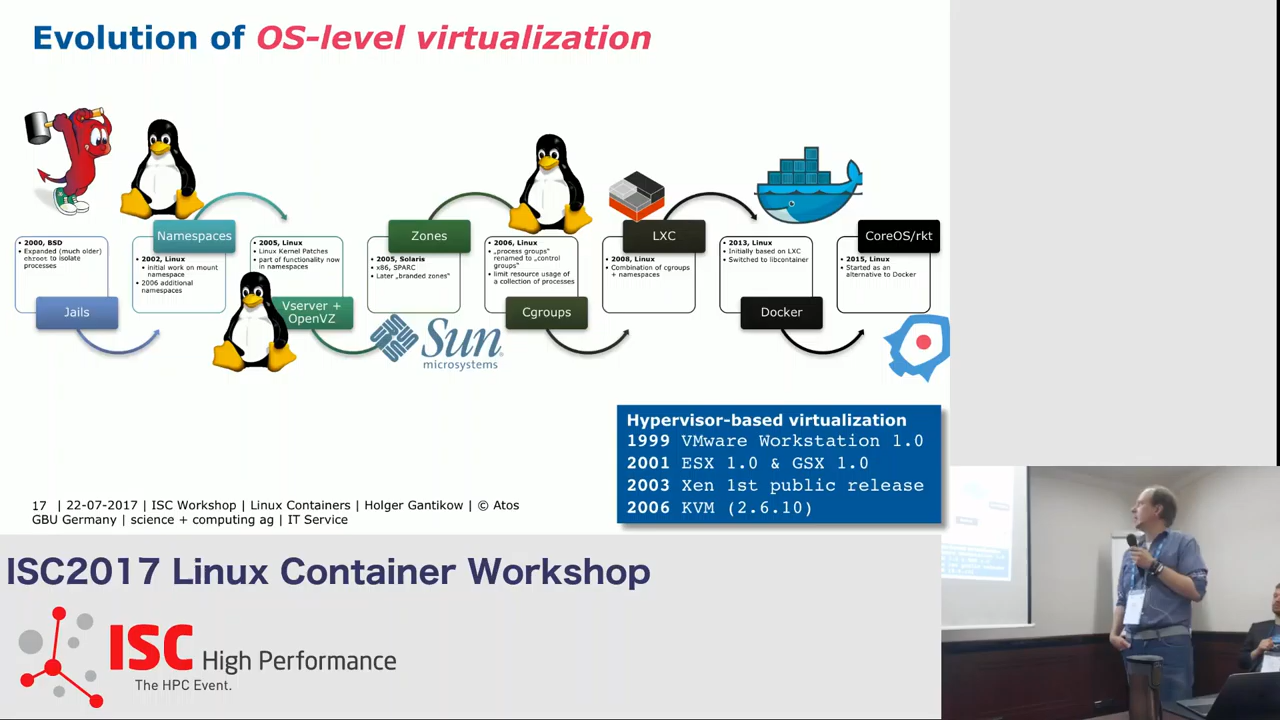 Evolution of OS-level virtualization
• 2000, BSD
• Expanded (much older)
chroot to isolate
processes
Jails
Namespaces
• 2002, Linux
• initial work on mount
namespace
• 2006 additional
namespaces
• 2005, Linux
• Linux Kernel Patches
• part of functionality now
in namespaces
Vserver +
OpenVZ
Zones
• 2005, Solaris
• x86, SPARC
• Later „branded zones“
Sun
microsystems
• 2006, Linux
• „process groups“
renamed to „control
groups“
• limit resource usage of
a collection of processes
Cgroups
LXC
• 2008, Linux
• Combination of cgroups
+ namespaces
• 2013, Linux
• Initially based on LXC
• Switched to libcontainer
Docker
CoreOS/rkt
• 2015, Linux
• Started as an
alternative to Docker
Hypervisor-based virtualization
1999 VMware Workstation 1.0
2001 ESX 1.0 & GSX 1.0
2003 Xen 1st public release
2006 KVM (2.6.10)
17 | 22-07-2017 | ISC Workshop | Linux Containers | Holger Gantikow | © Atos
GBU Germany | science + computing ag | IT Service
ISC2017 Linux Container Workshop
ISC High Performance
The HPC Event.